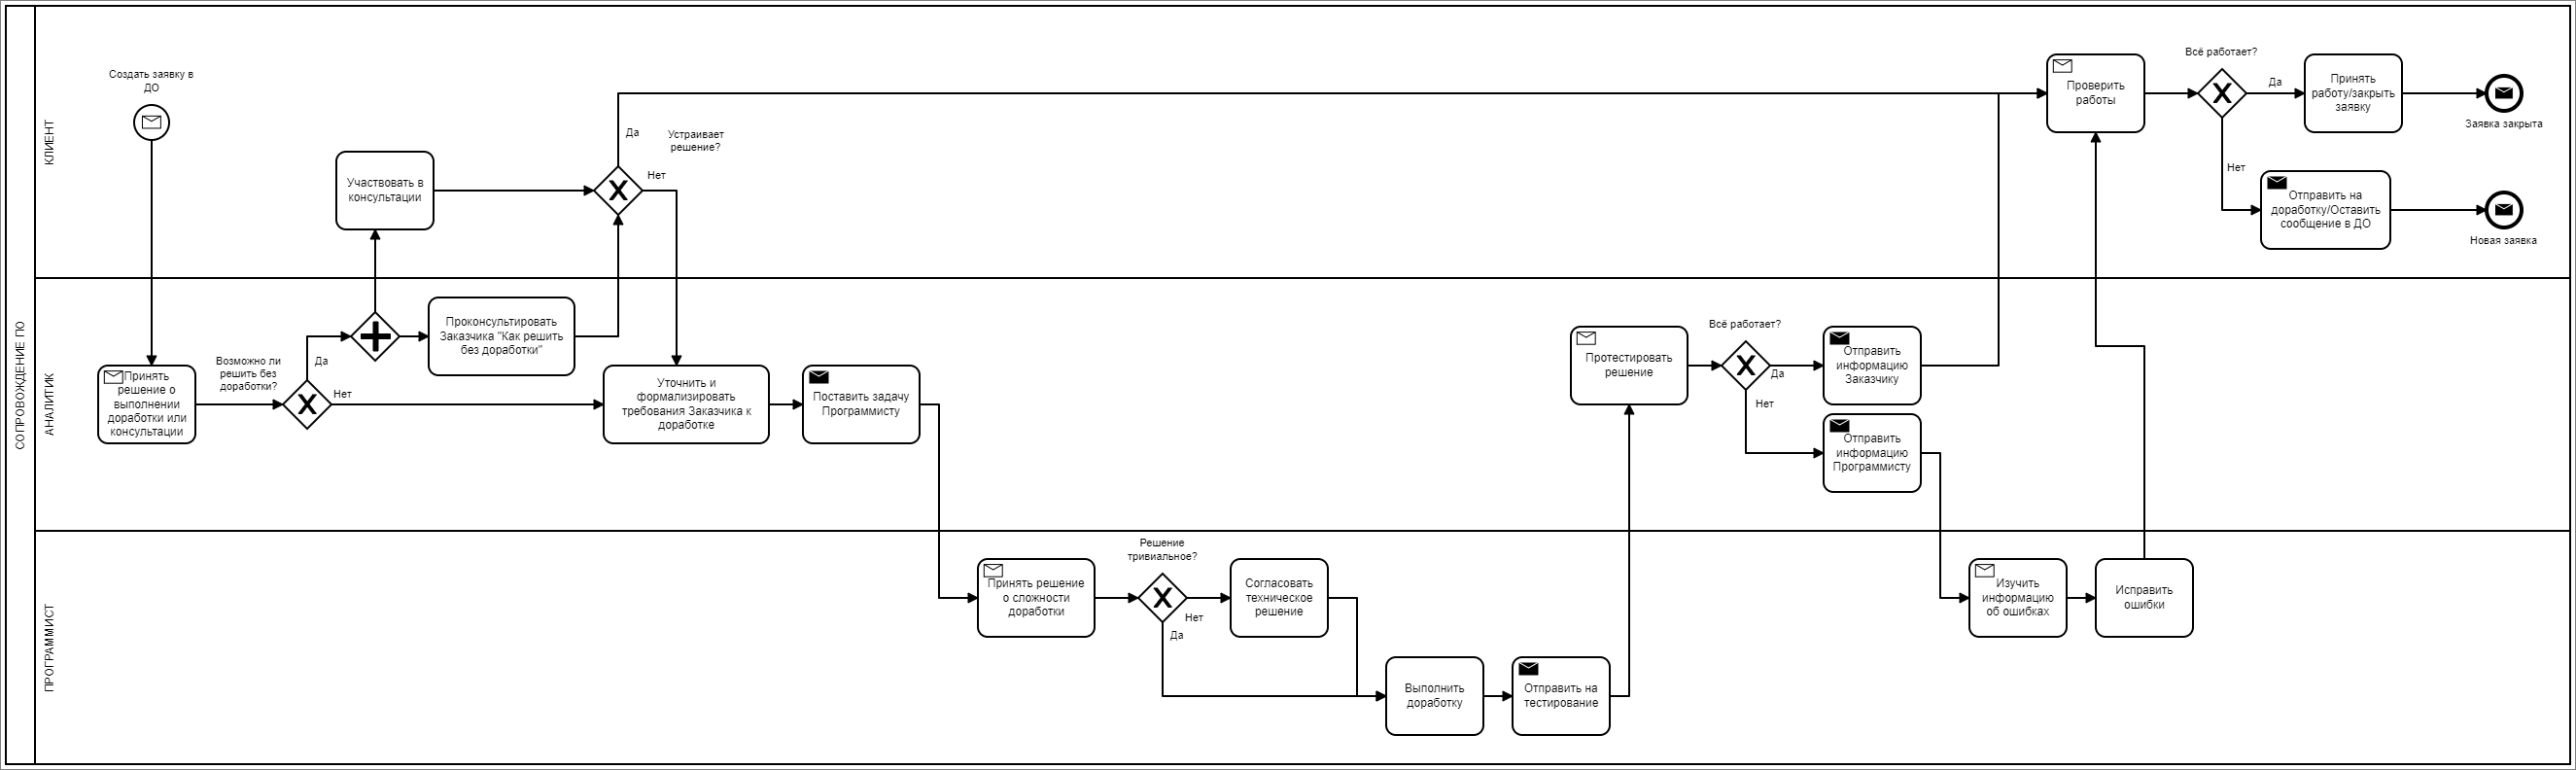 СОПРОВОЖДЕНИЕ ПО
КЛИЕНТ
Создать заявку в
ДО
Участвовать в
консультации
Да
Устраивает
решение?
Нет
Проверить
работы
Всё работает?
Да
Принять
работу/закрыть
заявку
Заявка закрыта
Нет
Отправить на
доработку/Оставить
сообщение в ДО
Новая заявка
АНАЛИТИК
Принять
решение о
выполнении
доработки или
консультации
Возможно ли
решить без
доработки?
Да
Нет
Проконсультировать
Заказчика "Как решить
без доработки"
Уточнить и
формализировать
требования Заказчика к
доработке
Поставить задачу
Программисту
Протестировать
решение
Всё работает?
Да
Нет
Отправить
информацию
Заказчику
Отправить
информацию
Программисту
ПРОГРАММИСТ
Принять решение
о сложности
доработки
Решение
тривиальное?
Нет
Да
Согласовать
техническое
решение
Выполнить
доработку
Отправить на
тестирование
Изучить
информацию
об ошибках
Исправить
ошибки